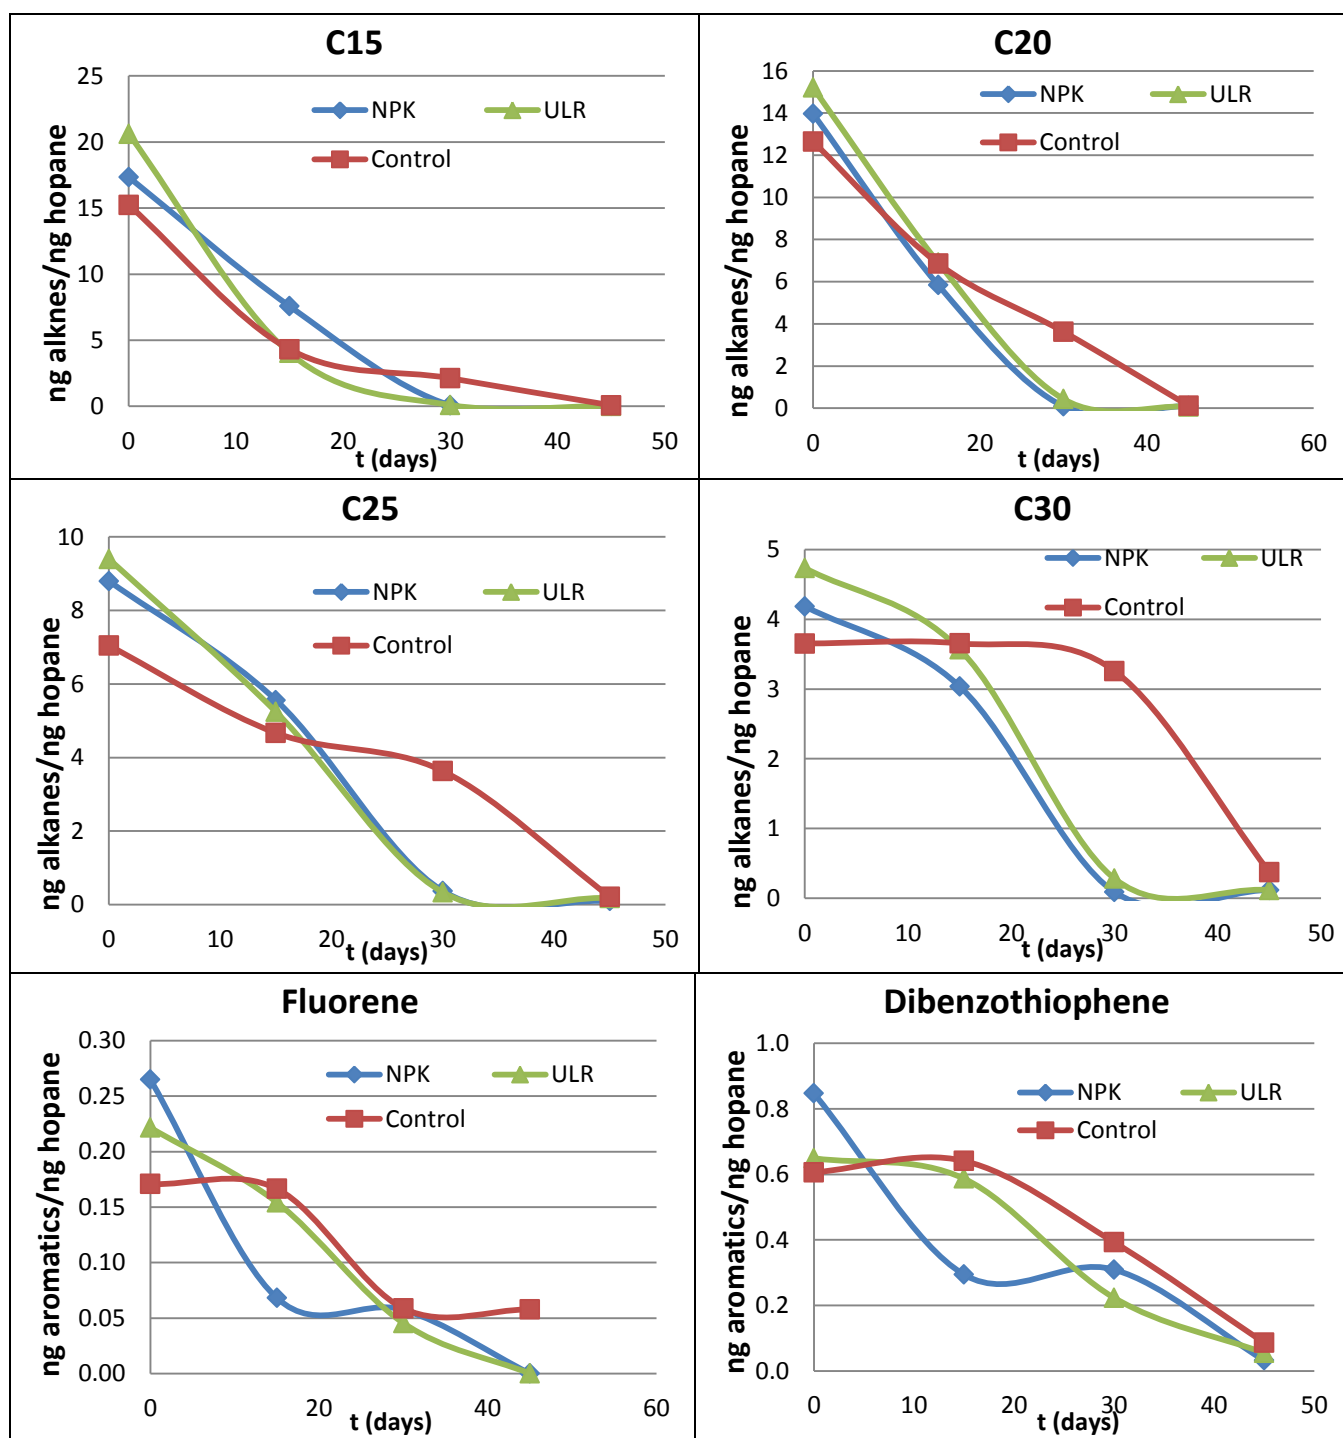 C15
ng alknes/ng hopane
25
20
15
10
5
0
NPK
ULR
Control
0 10 20 30 40 50
t (days)
C20
ng alkanes/ng hopane
16
14
12
10
8
6
4
2
0
NPK
ULR
Control
0 20 40 60
t (days)
C25
ng alkanes/ng hopane
10
8
6
4
2
0
NPK
ULR
Control
0 10 20 30 40 50
t (days)
C30
ng alkanes/ng hopane
5
4
3
2
1
0
NPK
ULR
Control
0 10 20 30 40 50
t (days)
Fluorene
ng aromatics/ng hopane
0.30
0.25
0.20
0.15
0.10
0.05
0.00
NPK
ULR
Control
0 20 40 60
t (days)
Dibenzothiophene
ng aromatics/ng hopane
1.0
0.8
0.6
0.4
0.2
0.0
NPK
ULR
Control
0 10 20 30 40 50
t (days)